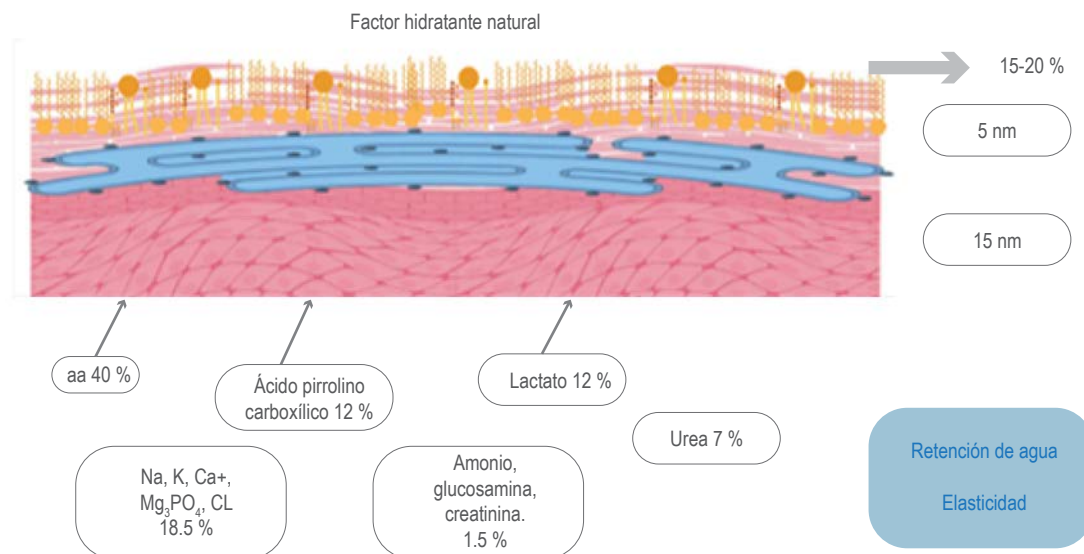 Factor hidratante natural
15-20 %
5 nm
15 nm
aa 40 %
Ácido pirrolino
carboxílico 12 %
Lactato 12 %
Urea 7 %
Na, K, Ca+,
Mg₃PO₄, CL
18.5 %
Amonio,
glucosamina,
creatinina.
1.5 %
Retención de agua
Elasticidad